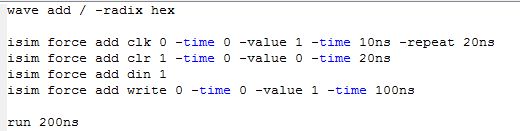 wave add / -radix hex
isim force add clk 0 -time 0 -value 1 -time 10ns -repeat 20ns
isim force add clr 1 -time 0 -value 0 -time 20ns
isim force add din 1
isim force add write 0 -time 0 -value 1 -time 100ns
run 200ns